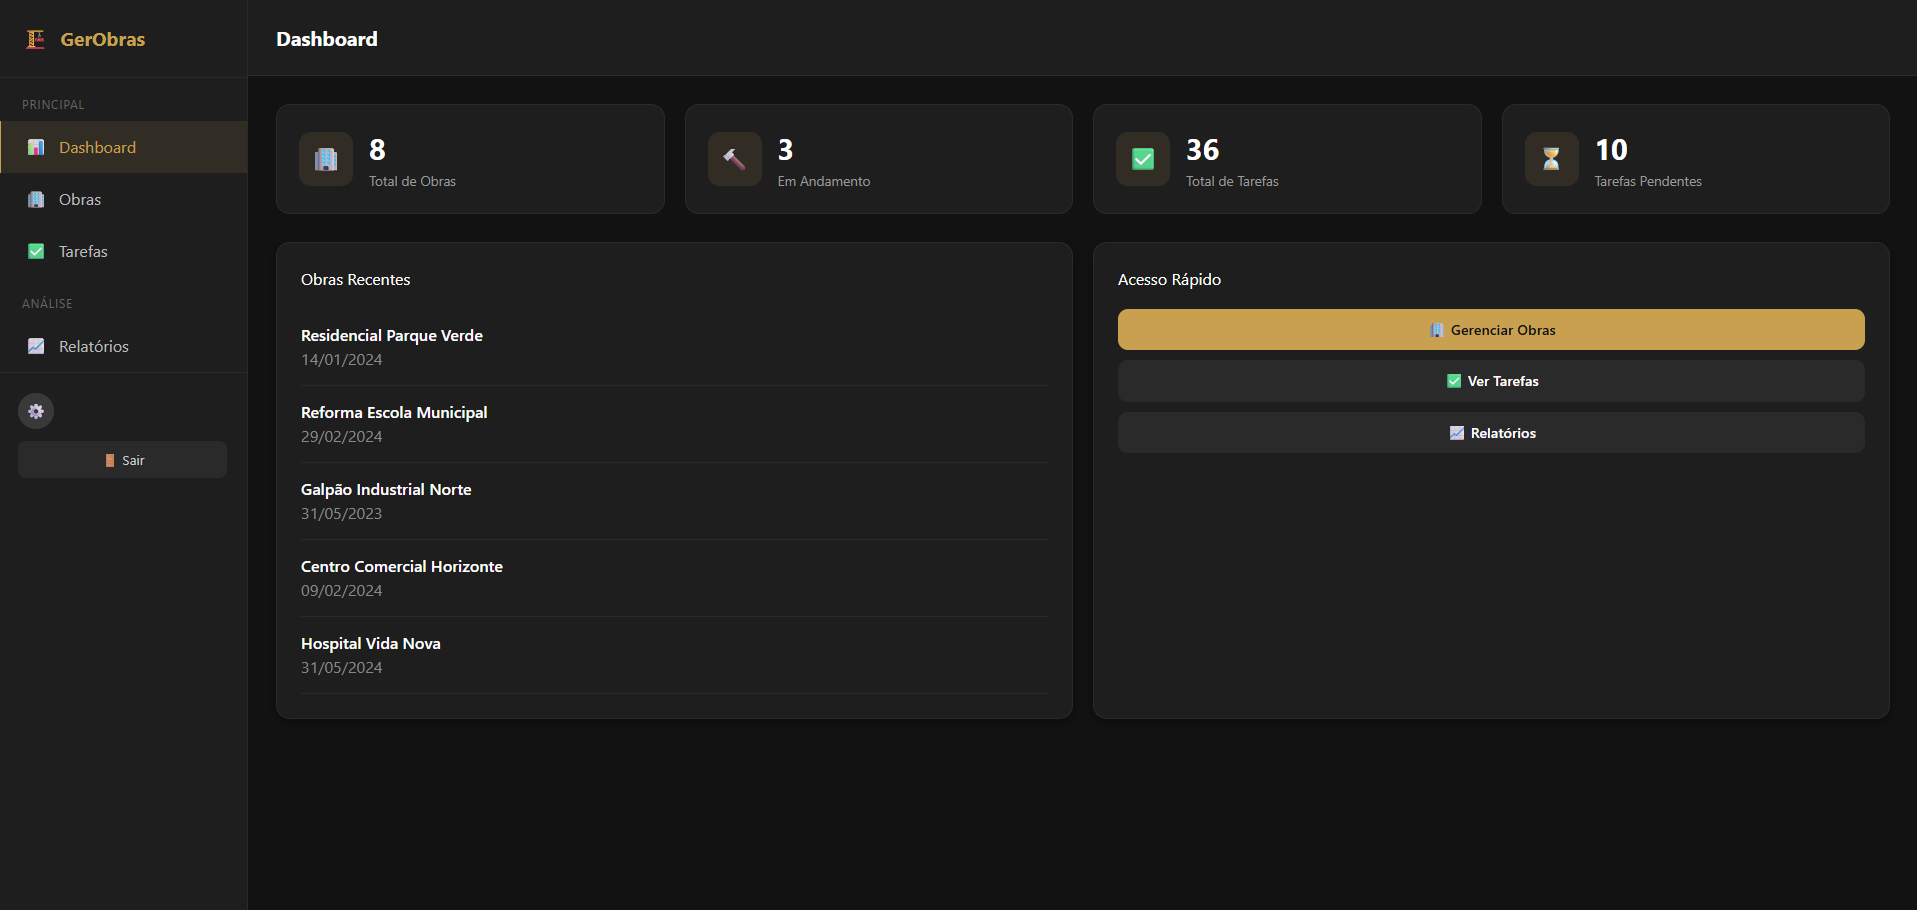 GerObras
PRINCIPAL
Dashboard
Obras
Tarefas
ANÁLISE
Relatórios
Sair
Dashboard
8
Total de Obras
3
Em Andamento
36
Total de Tarefas
10
Tarefas Pendentes
Obras Recentes
Residencial Parque Verde
14/01/2024
Reforma Escola Municipal
29/02/2024
Galpão Industrial Norte
31/05/2023
Centro Comercial Horizonte
09/02/2024
Hospital Vida Nova
31/05/2024
Acesso Rápido
Gerenciar Obras
Ver Tarefas
Relatórios